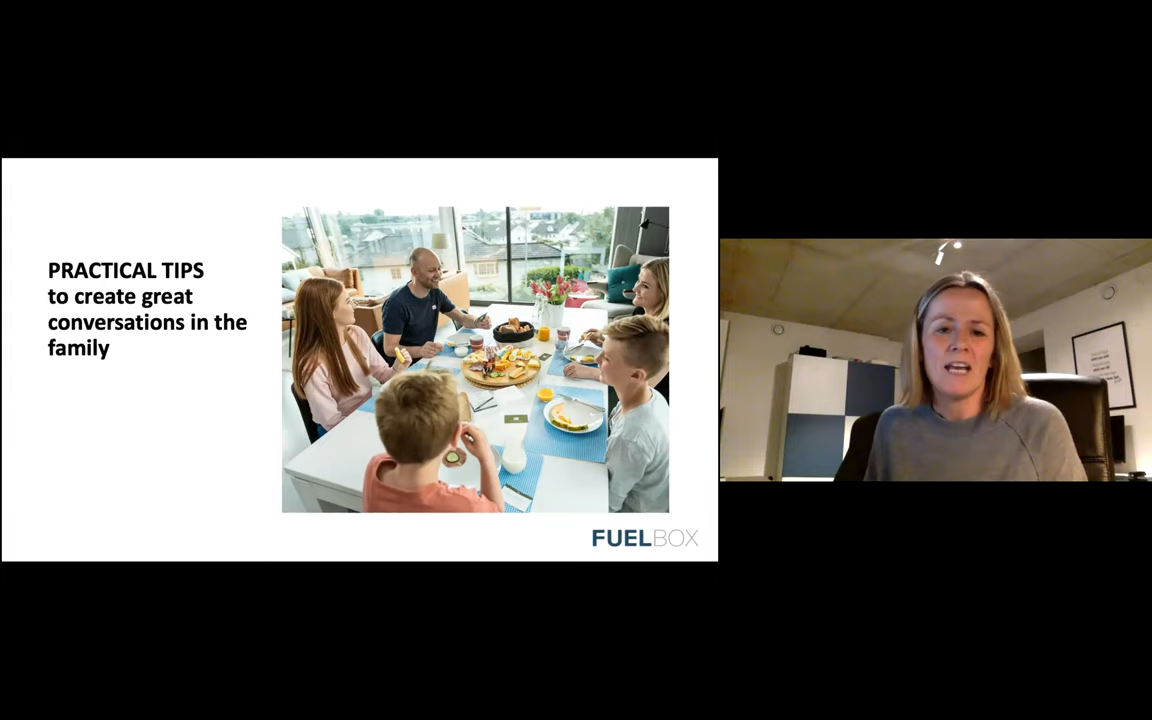 PRACTICAL TIPS
to create great
conversations in the
family
FUELBOX